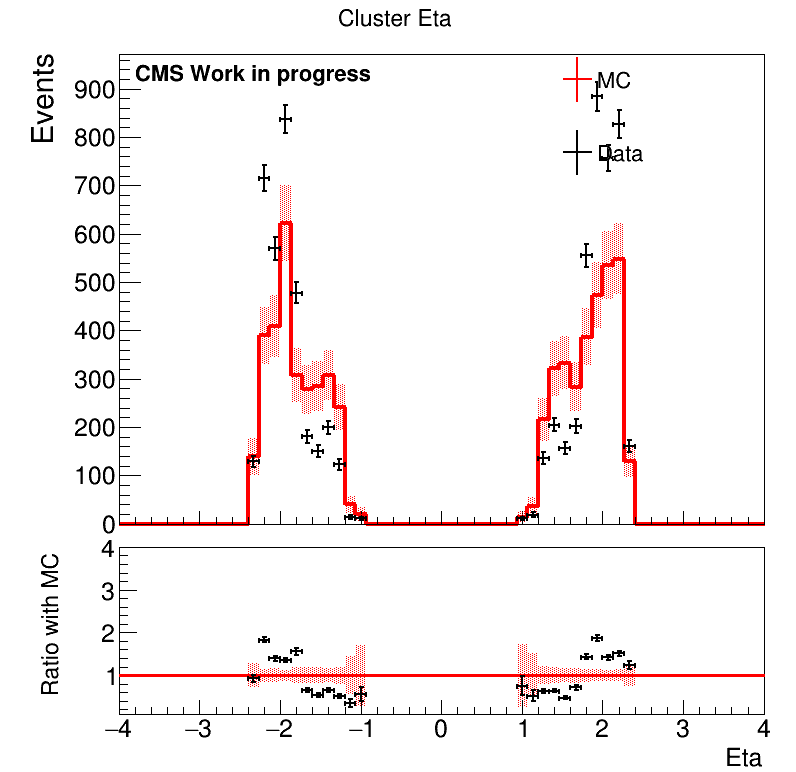 Cluster Eta
Events
CMS Work in progress
MC
Data
900
800
700
600
500
400
300
200
100
0
Ratio with MC
4
3
2
1
−4 −3 −2 −1 0 1 2 3 4
Eta